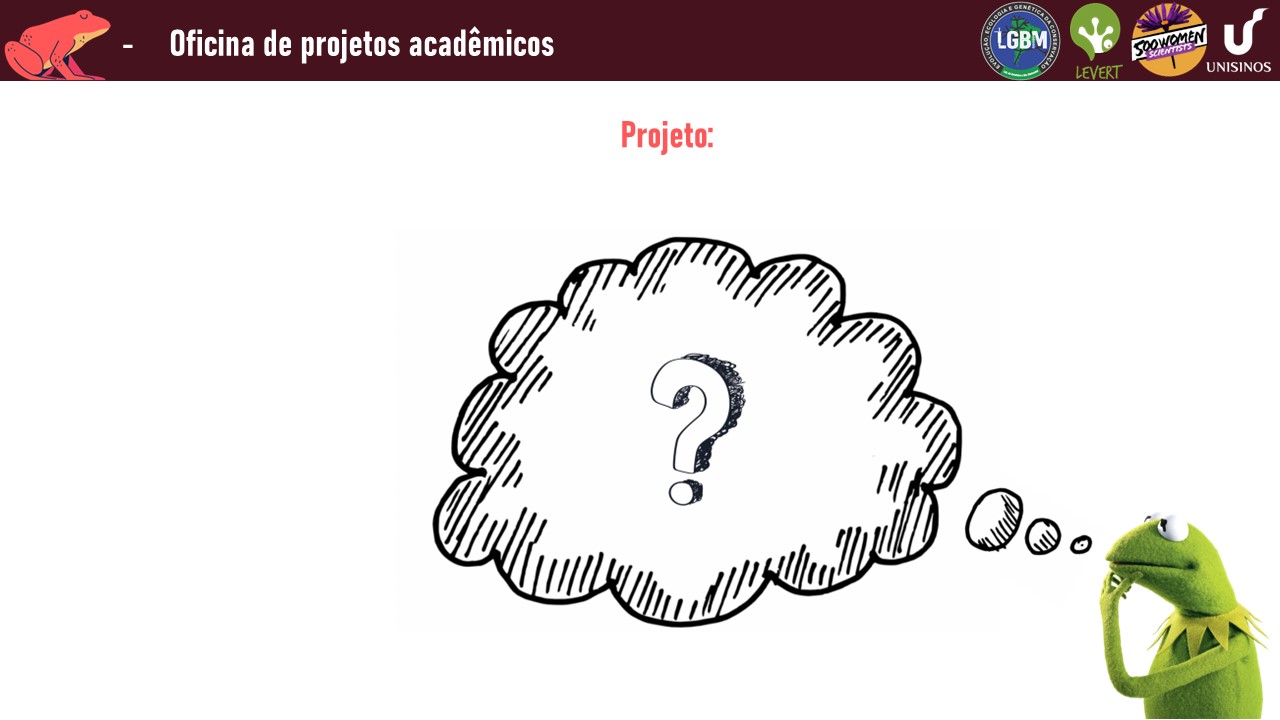 - Oficina de projetos acadêmicos
EVOLUÇÃO, ECOLOGIA E GENÉTICA DA CONSERVAÇÃO
LGBM
LEVERT
500 WOMEN
SCIENTISTS
UNISINOS
Projeto:
?